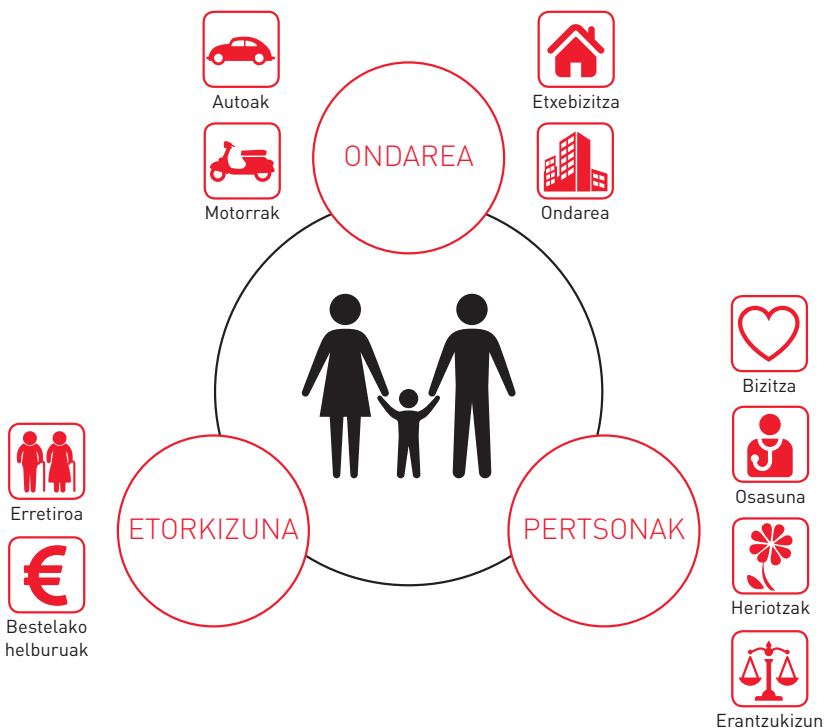 Autoak
Etxebizitza
ONDAREA
Motorrak
Ondarea
Bizitza
Osasuna
Erretiroa
ETORKIZUNA
PERTSONAK
Heriotzak
€
Bestelako
helburuak
Erantzukizun